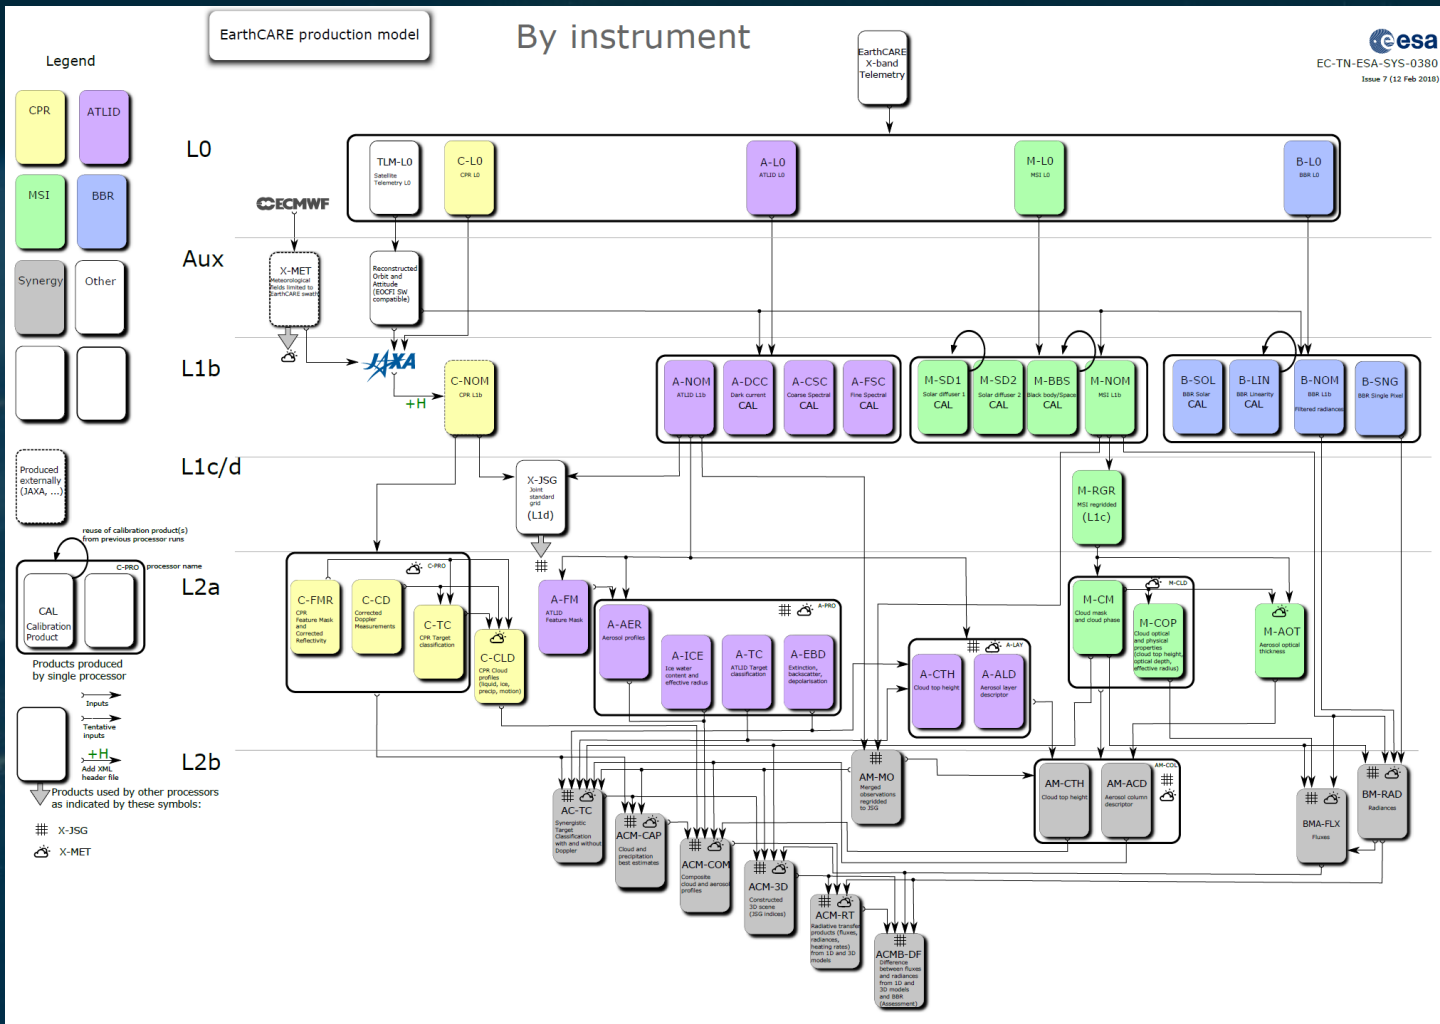 EarthCARE production model
By instrument
esa
EC-TN-ESA-SYS-0380
Issue 7 (12 Feb 2018)
Legend
CPR
ATLID
MSI
BBR
Synergy
Other
Produced
externally
(JAXA, ...)
reuse of calibration product(s)
from previous processor runs
C-PRO
processor name
CAL
Calibration
Product
Products produced
by single processor
Inputs
Tentative
inputs
+H
Add XML
header file
Products used by other processors
as indicated by these symbols:
X-JSG
X-MET
EarthCARE
X-band
Telemetry
L0
TLM-L0
Satellite
Telemetry L0
C-L0
CPR L0
A-L0
ATLID L0
M-L0
MSI L0
B-L0
BBR L0
ECMWF
Aux
X-MET
Meteorological
fields limited to
EarthCARE swath
Reconstructed
Orbit and
Attitude
(EOCFI SW
compatible)
L1b
JAXA
+H
C-NOM
CPR L1b
A-NOM
ATLID L1b
A-DCC
Dark current
CAL
A-CSC
Coarse Spectral
CAL
A-FSC
Fine Spectral
CAL
M-SD1
Solar diffuser 1
CAL
M-SD2
Solar diffuser 2
CAL
M-BBS
Black body/Space
CAL
M-NOM
MSI L1b
B-SOL
BBR Solar
CAL
B-LIN
BBR Linearity
CAL
B-NOM
BBR L1b
Filtered radiances
B-SNG
BBR Single Pixel
L1c/d
X-JSG
Joint
standard
grid
(L1d)
M-RGR
MSI regridded
(L1c)
L2a
C-PRO
C-FMR
CPR
Feature Mask
and
Corrected
Reflectivity
C-CD
Corrected
Doppler
Measurements
C-TC
CPR Target
classification
C-CLD
CPR Cloud
profiles
(liquid, ice,
precip, motion)
A-FM
ATLID
Feature Mask
A-PRO
A-AER
Aerosol profiles
A-ICE
Ice water
content and
effective radius
A-TC
ATLID Target
classification
A-EBD
Extinction,
backscatter,
depolarisation
A-LAY
A-CTH
Cloud top height
A-ALD
Aerosol layer
descriptor
M-CLD
M-CM
Cloud mask
and cloud phase
M-COP
Cloud optical
and physical
properties
(cloud top height,
optical depth,
effective radius)
M-AOT
Aerosol optical
thickness
L2b
AC-TC
Synergistic
Target
Classification
with and without
Doppler
ACM-CAP
Cloud and
precipitation
best estimates
ACM-COM
Composite
cloud and aerosol
profiles
ACM-3D
Constructed
3D scene
(JSG indices)
ACM-RT
Radiative transfer
products (fluxes,
radiances,
heating rates)
from 1D and 3D
models
ACMB-DF
Difference
between fluxes
and radiances
from 1D and
3D models
and BBR
(Assessment)
AM-MO
Merged
observations
regridded
to JSG
AM-COL
AM-CTH
Cloud top height
AM-ACD
Aerosol column
descriptor
BMA-FLX
Fluxes
BM-RAD
Radiances